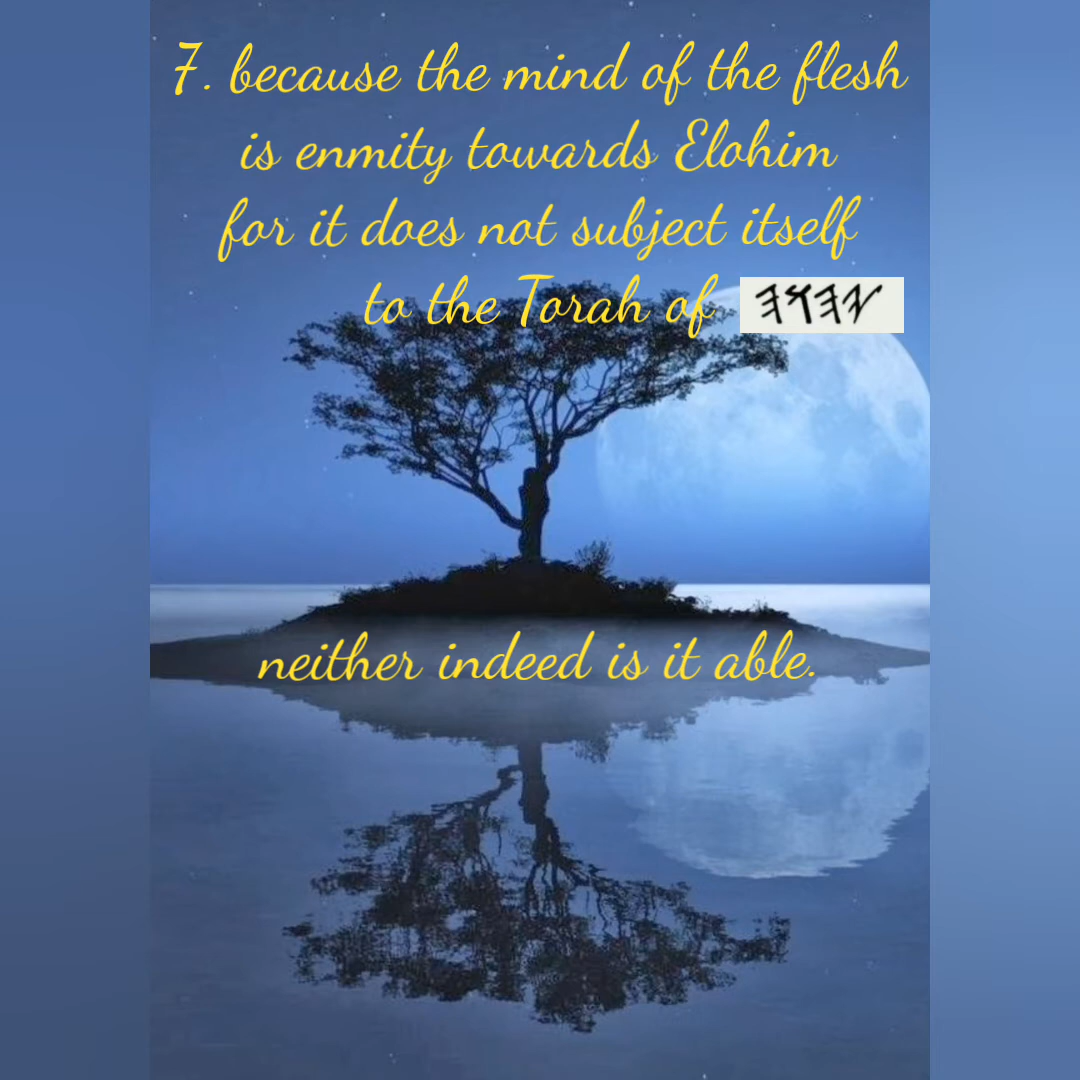 7. because the mind of the flesh
is enmity towards Elohim
for it does not subject itself
to the Torah of 𐤉𐤄𐤅𐤄
neither indeed is it able.